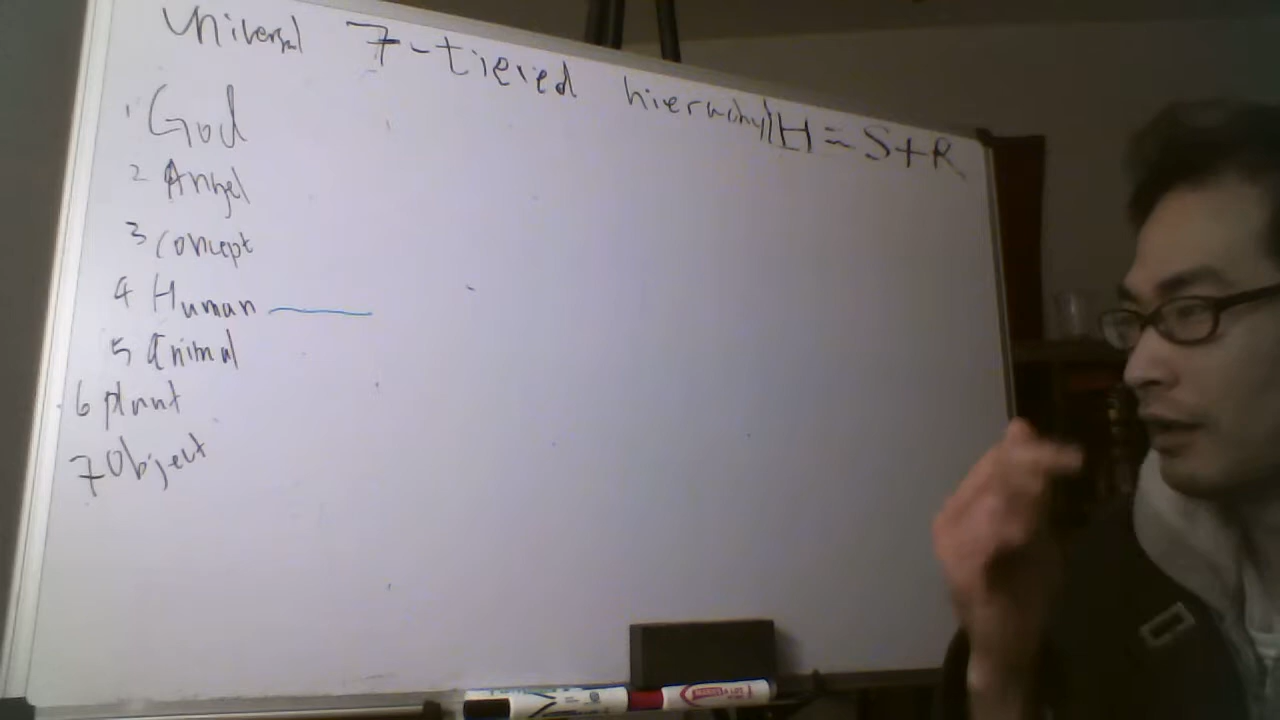 Universal 7-tiered hierarchy H = S+R
1 God
2 Angel
3 concept
4 Human
5 Animal
6 plant
7 Object